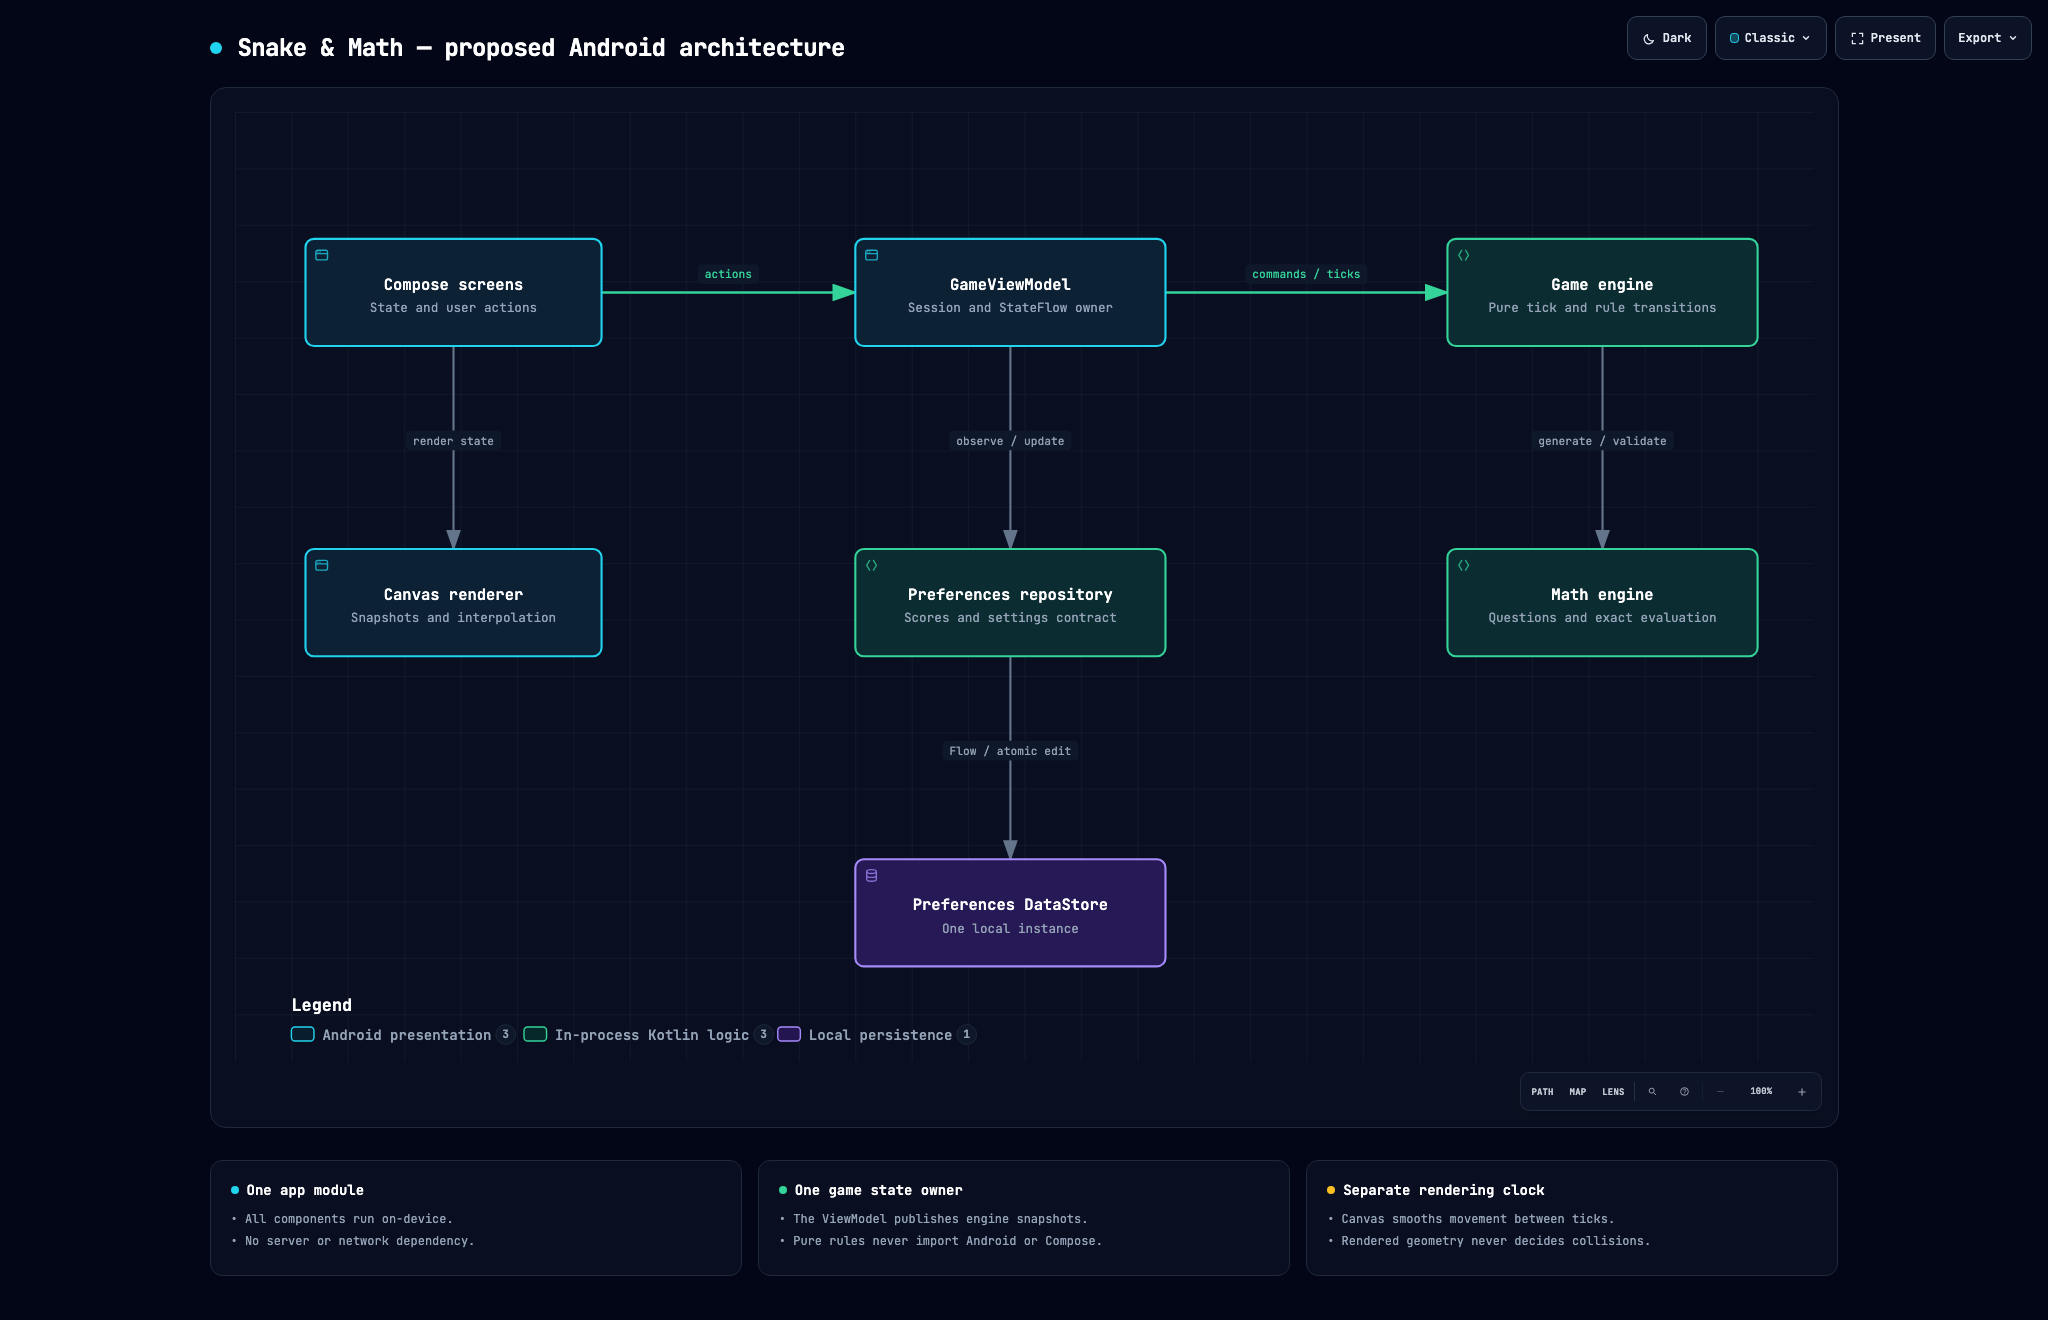 Snake & Math — proposed Android architecture
Dark
Classic
Present
Export
Compose screens
State and user actions
actions
GameViewModel
Session and StateFlow owner
commands / ticks
Game engine
Pure tick and rule transitions
render state
observe / update
generate / validate
Canvas renderer
Snapshots and interpolation
Preferences repository
Scores and settings contract
Math engine
Questions and exact evaluation
Flow / atomic edit
Preferences DataStore
One local instance
Legend
Android presentation 3
In-process Kotlin logic 3
Local persistence 1
PATH MAP LENS ? − 100% +
One app module
• All components run on-device.
• No server or network dependency.
One game state owner
• The ViewModel publishes engine snapshots.
• Pure rules never import Android or Compose.
Separate rendering clock
• Canvas smooths movement between ticks.
• Rendered geometry never decides collisions.